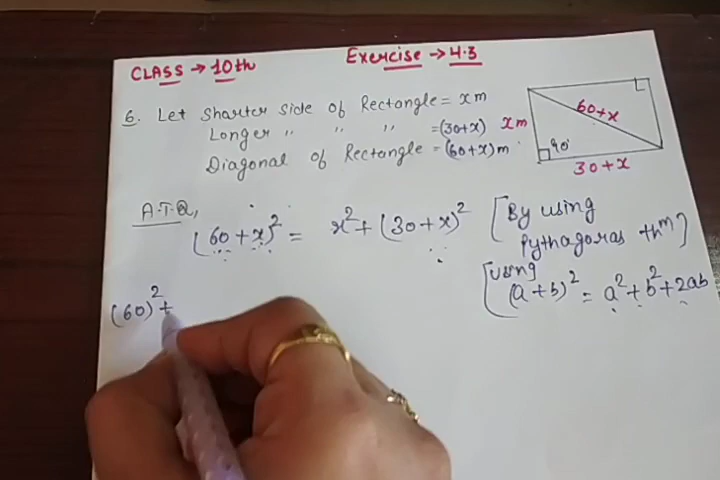 CLASS → 10th Exercise → 4.3
6. Let Shorter side of Rectangle = x m
Longer " " " = (30+x)
Diagonal of Rectangle = (60+x) m
x m
60+x
90°
30+x
A.T.Q,
(60+x)² = x² + (30+x)² [By using
Pythagoras thᵐ]
[using
(a+b)² = a²+b²+2ab
(60)² +